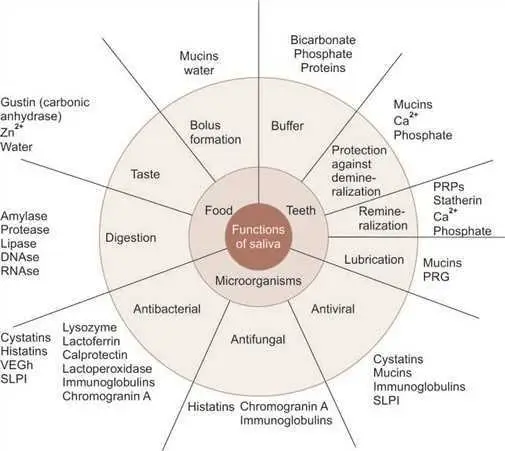 Mucins
water
Bicarbonate
Phosphate
Proteins
Mucins
Ca2+
Phosphate
PRPs
Statherin
Ca2+
Phosphate
Mucins
PRG
Cystatins
Mucins
Immunoglobulins
SLPI
Chromogranin A
Immunoglobulins
Histatins
Lysozyme
Lactoferrin
Calprotectin
Lactoperoxidase
Immunoglobulins
Chromogranin A
Cystatins
Histatins
VEGh
SLPI
Amylase
Protease
Lipase
DNAse
RNAse
Gustin (carbonic
anhydrase)
Zn2+
Water
Bolus
formation
Buffer
Protection
against
demine-
ralization
Remine-
ralization
Lubrication
Antiviral
Antifungal
Antibacterial
Digestion
Taste
Food
Teeth
Microorganisms
Functions
of saliva